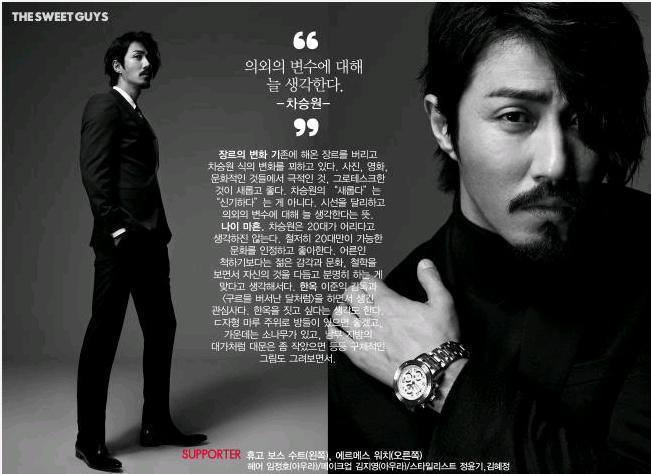 THE SWEET GUYS
“
의외의 변수에 대해
늘 생각한다.
-차승원-
”
장르의 변화 기존에 해온 장르를 버리고
차승원 식의 변화를 꾀하고 있다. 사진, 영화,
문화적인 것들에서 극적인 것, 그로테스크한
것이 새롭고 좋다. 차승원의 “새롭다”는
“신기하다”는 게 아니다. 시선을 달리하고
의외의 변수에 대해 늘 생각한다는 뜻.
나이 마흔, 차승원은 20대가 어리다고
생각하진 않는다. 철저히 20대만이 가능한
문화를 인정하고 좋아한다. 어른인
척하기보다는 젊은 감각과 문화, 철학을
보면서 자신의 것을 다듬고 분명히 하는 게
맞다고 생각해서다. 한옥 이준익 감독과
<구르믈 버서난 달처럼>을 하면서 생긴
관심사다. 한옥을 짓고 싶다는 생각도 한다.
ㄷ자형 마루 주위로 방들이 있으면 좋겠고,
가운데는 소나무가 있고, 남부 지방의
대가처럼 대문은 좀 작았으면 등등 구체적인
그림도 그려보면서.
SUPPORTER 휴고 보스 수트(왼쪽), 에르메스 워치(오른쪽)
헤어 임정호(아우라)/메이크업 김지영(아우라)/스타일리스트 정윤기,김혜정